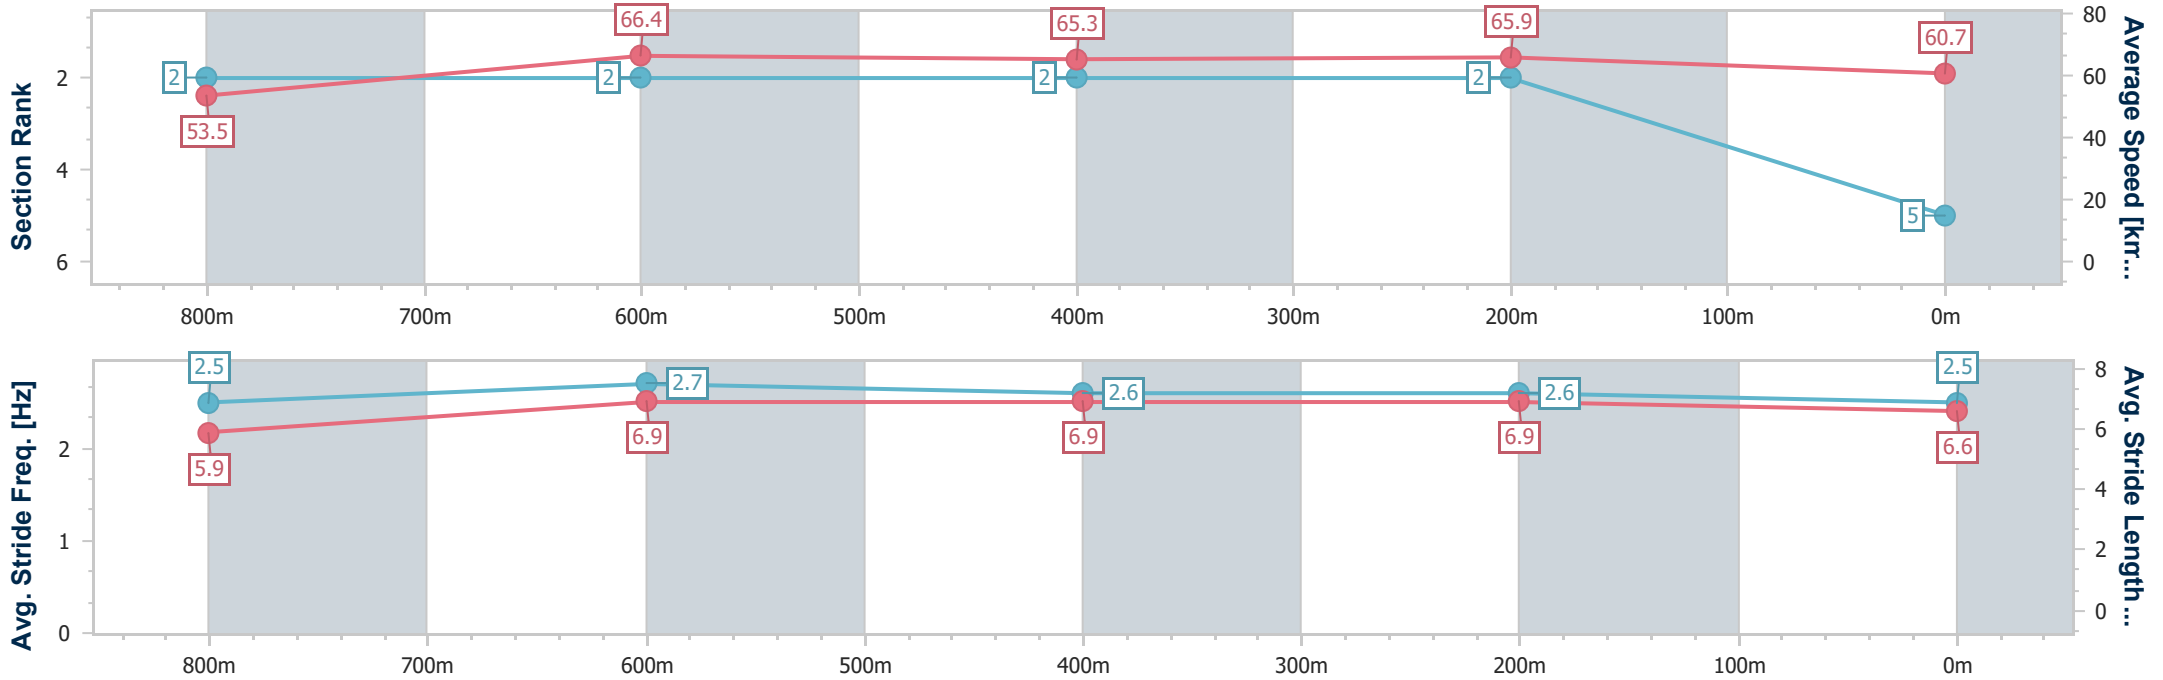 Section Rank
2
4
6
80
60
40
20
0
Average Speed [km...
2
2
2
2
5
53.5
66.4
65.3
65.9
60.7
800m
700m
600m
500m
400m
300m
200m
100m
0m
Avg. Stride Freq. [Hz]
2
1
0
8
6
4
2
0
Avg. Stride Length ...
2.5
2.7
2.6
2.6
2.5
5.9
6.9
6.9
6.9
6.6
800m
700m
600m
500m
400m
300m
200m
100m
0m